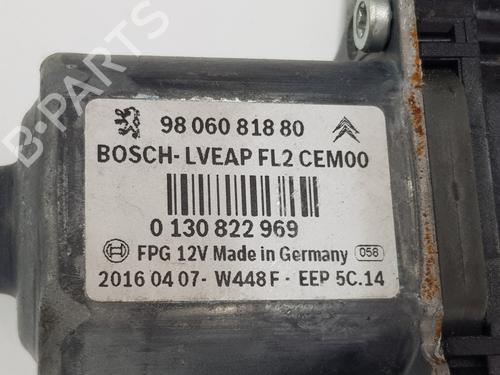 98 060 818 80
BOSCH- LVEAP FL2 CEM00
0 130 822 969
FPG 12V Made in Germany 056
2016 04 07- W448F - EEP 5C.14
B-PARTS